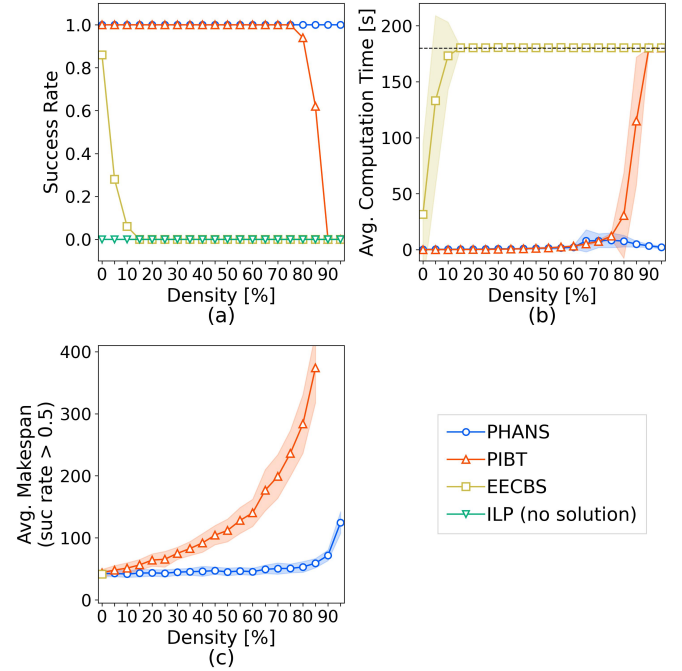 1.0
0.8
0.6
0.4
0.2
0.0
Success Rate
0 10 20 30 40 50 60 70 80 90
Density [%]
(a)
200
150
100
50
0
Avg. Computation Time [s]
0 10 20 30 40 50 60 70 80 90
Density [%]
(b)
400
300
200
100
0
Avg. Makespan
(suc rate > 0.5)
0 10 20 30 40 50 60 70 80 90
Density [%]
(c)
PHANS
PIBT
EECBS
ILP (no solution)